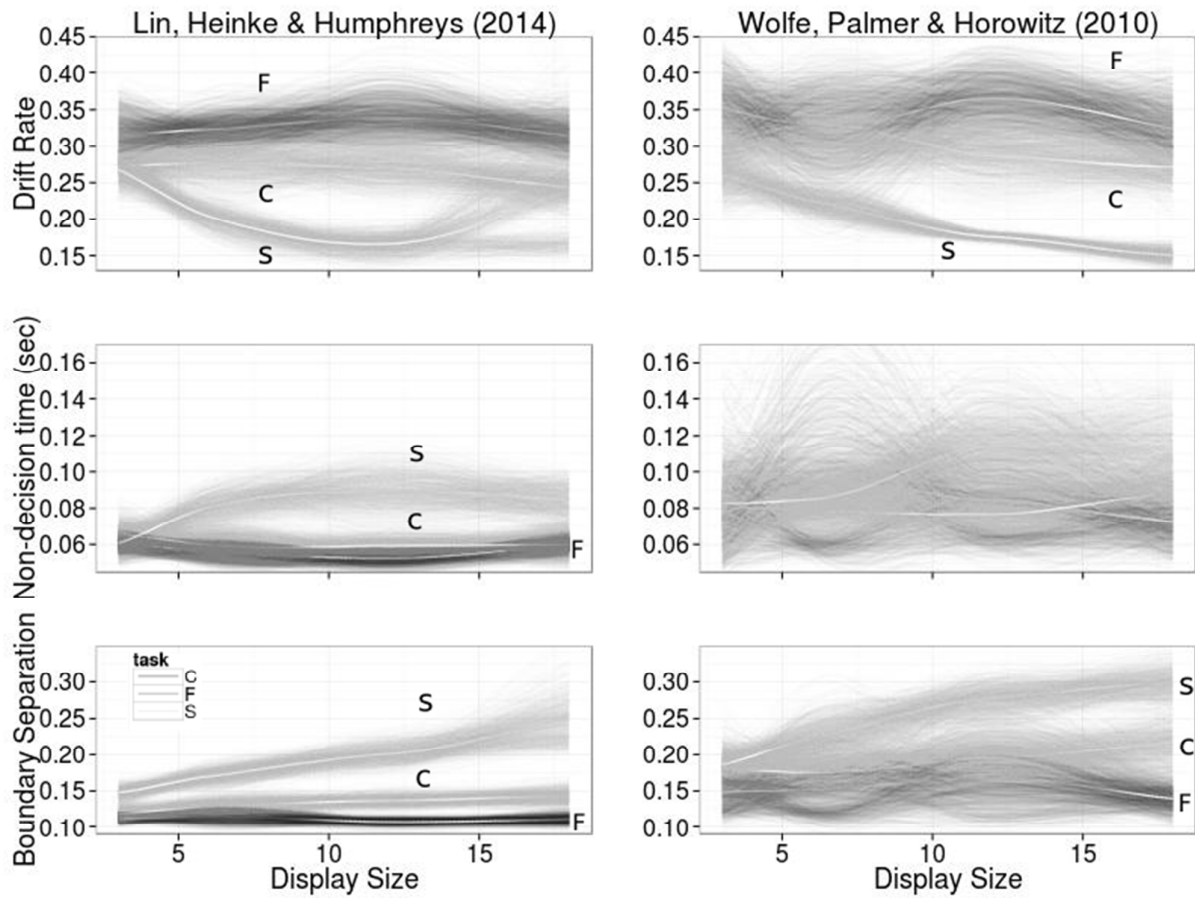 Lin, Heinke & Humphreys (2014)
Wolfe, Palmer & Horowitz (2010)
Drift Rate
0.45
0.40
0.35
0.30
0.25
0.20
0.15
F
C
S
0.45
0.40
0.35
0.30
0.25
0.20
0.15
F
C
S
Non-decision time (sec)
0.16
0.14
0.12
0.10
0.08
0.06
S
C
F
0.16
0.14
0.12
0.10
0.08
0.06
Boundary Separation
0.30
0.25
0.20
0.15
0.10
task
C
F
S
S
C
F
5 10 15
Display Size
0.30
0.25
0.20
0.15
0.10
S
C
F
5 10 15
Display Size